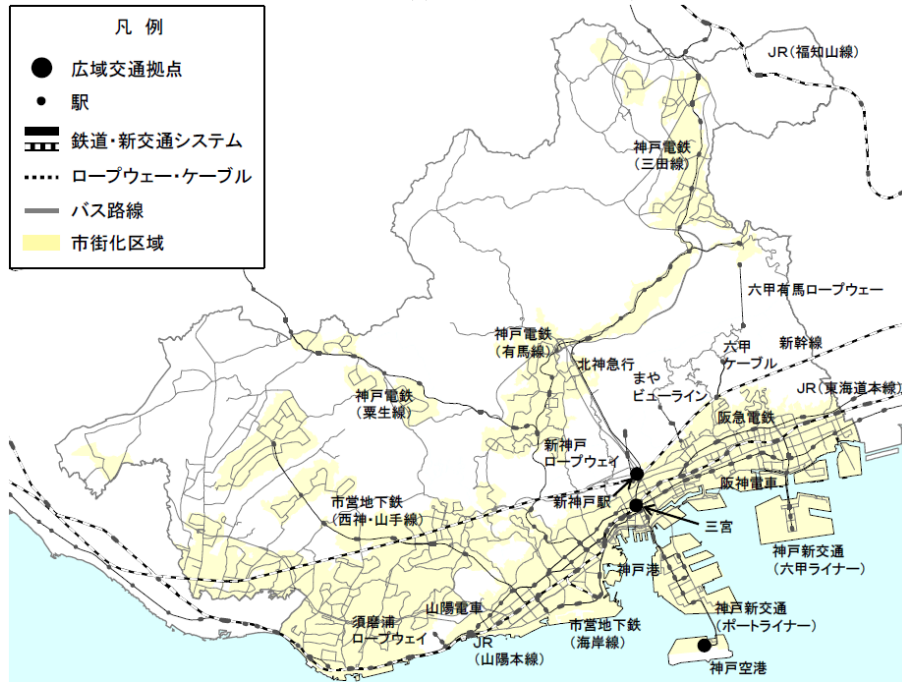 凡 例
広域交通拠点
駅
鉄道・新交通システム
ロープウェー・ケーブル
バス路線
市街化区域
JR(福知山線)
神戸電鉄
(三田線)
六甲有馬ロープウェー
神戸電鉄
(有馬線)
北神急行
六甲
ケーブル
新幹線
まや
ビューライン
JR(東海道本線)
神戸電鉄
(粟生線)
阪急電鉄
新神戸
ロープウェイ
阪神電車
市営地下鉄
(西神・山手線)
新神戸駅
三宮
神戸新交通
(六甲ライナー)
神戸港
山陽電車
神戸新交通
(ポートライナー)
須磨浦
ロープウェイ
市営地下鉄
(海岸線)
JR
(山陽本線)
神戸空港